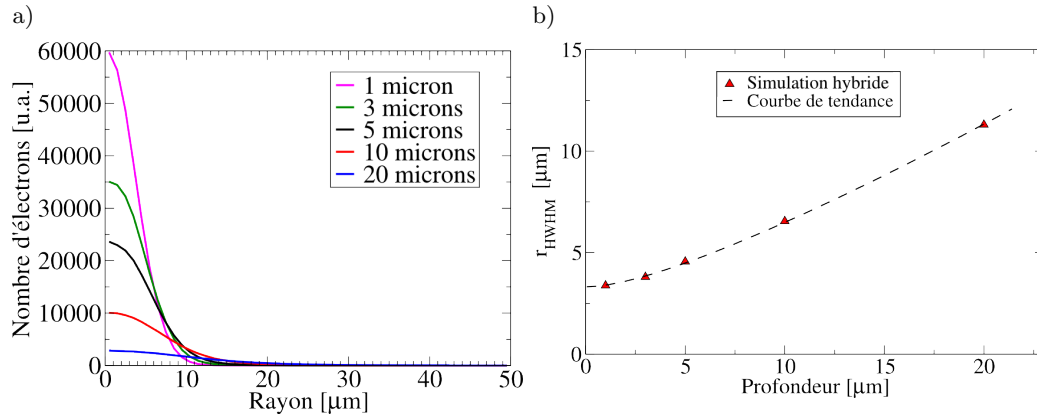 a)
60000
50000
40000
30000
20000
10000
0
Nombre d'électrons [u.a.]
1 micron
3 microns
5 microns
10 microns
20 microns
0 10 20 30 40 50
Rayon [μm]
b)
15
10
5
0
r_HWHM [μm]
Simulation hybride
Courbe de tendance
0 5 10 15 20
Profondeur [μm]